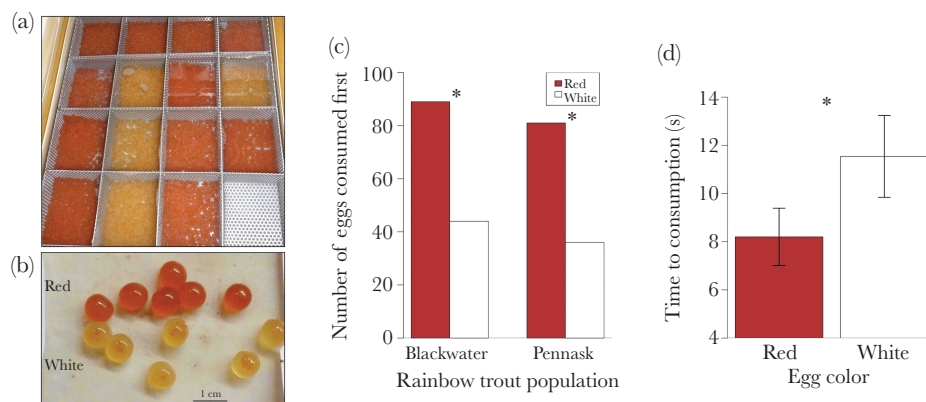 (a)
(b)
Red
White
1 cm
(c)
Number of eggs consumed first
100
80
60
40
20
0
Red
White
*
*
Blackwater
Pennask
Rainbow trout population
(d)
Time to consumption (s)
14
12
10
8
6
4
*
Red
White
Egg color